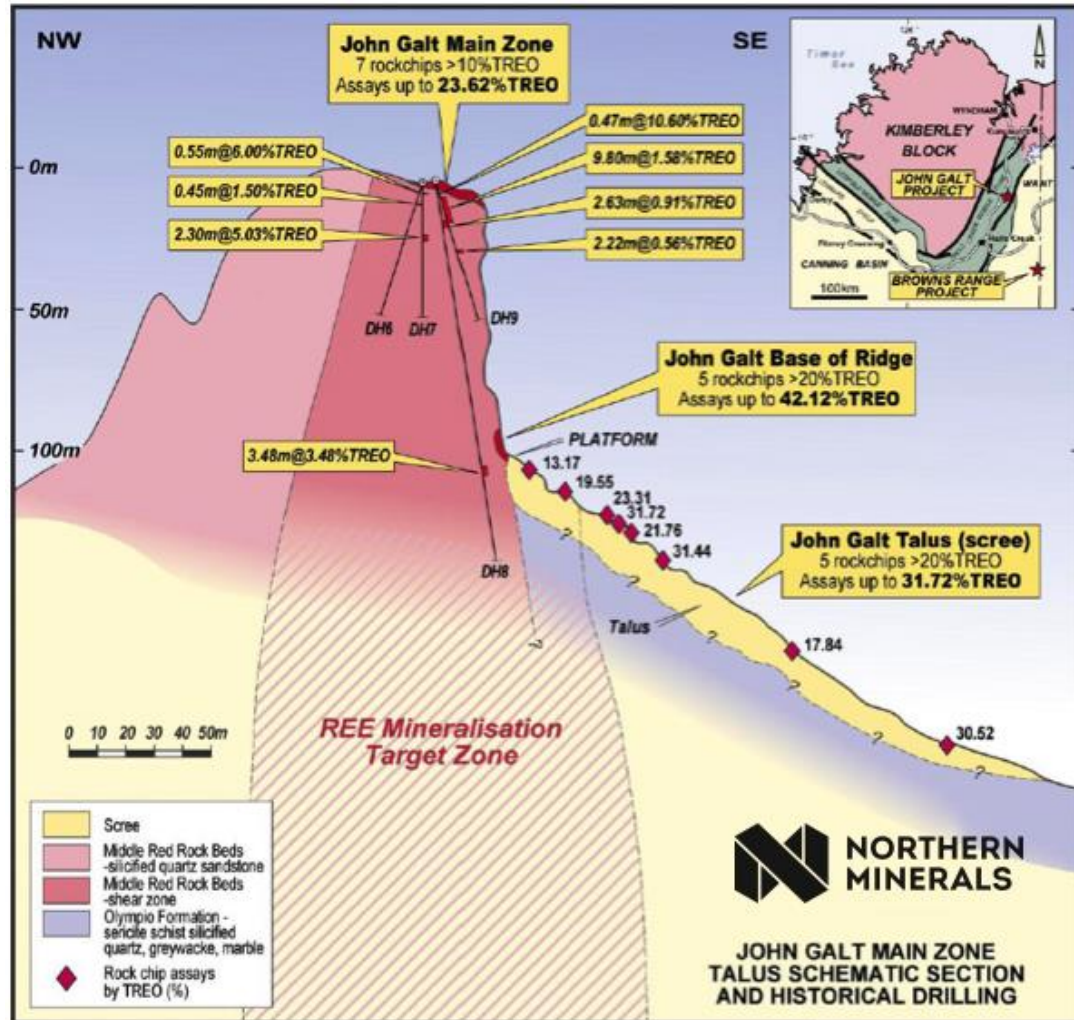 NW
SE
John Galt Main Zone
7 rockchips >10%TREO
Assays up to 23.62%TREO
0.55m@6.00%TREO
0.45m@1.50%TREO
2.30m@5.03%TREO
0.47m@10.60%TREO
9.80m@1.58%TREO
2.63m@0.91%TREO
2.22m@0.56%TREO
0m
50m
100m
DH6
DH7
DH9
3.48m@3.48%TREO
DH8
Timor
Sea
N
WYNDHAM
KIMBERLEY
BLOCK
JOHN GALT
PROJECT
Halls Creek
Fitzroy Crossing
CANNING BASIN
BROWNS RANGE
PROJECT
100km
John Galt Base of Ridge
5 rockchips >20%TREO
Assays up to 42.12%TREO
PLATFORM
13.17
19.55
23.31
31.72
21.76
31.44
John Galt Talus (scree)
5 rockchips >20%TREO
Assays up to 31.72%TREO
Talus
17.84
30.52
?
?
?
?
?
?
?
REE Mineralisation
Target Zone
0 10 20 30 40 50m
Scree
Middle Red Rock Beds
-silicified quartz sandstone
Middle Red Rock Beds
-shear zone
Olympio Formation -
sericite schist silicified
quartz, greywacke, marble
Rock chip assays
by TREO (%)
NORTHERN
MINERALS
JOHN GALT MAIN ZONE
TALUS SCHEMATIC SECTION
AND HISTORICAL DRILLING